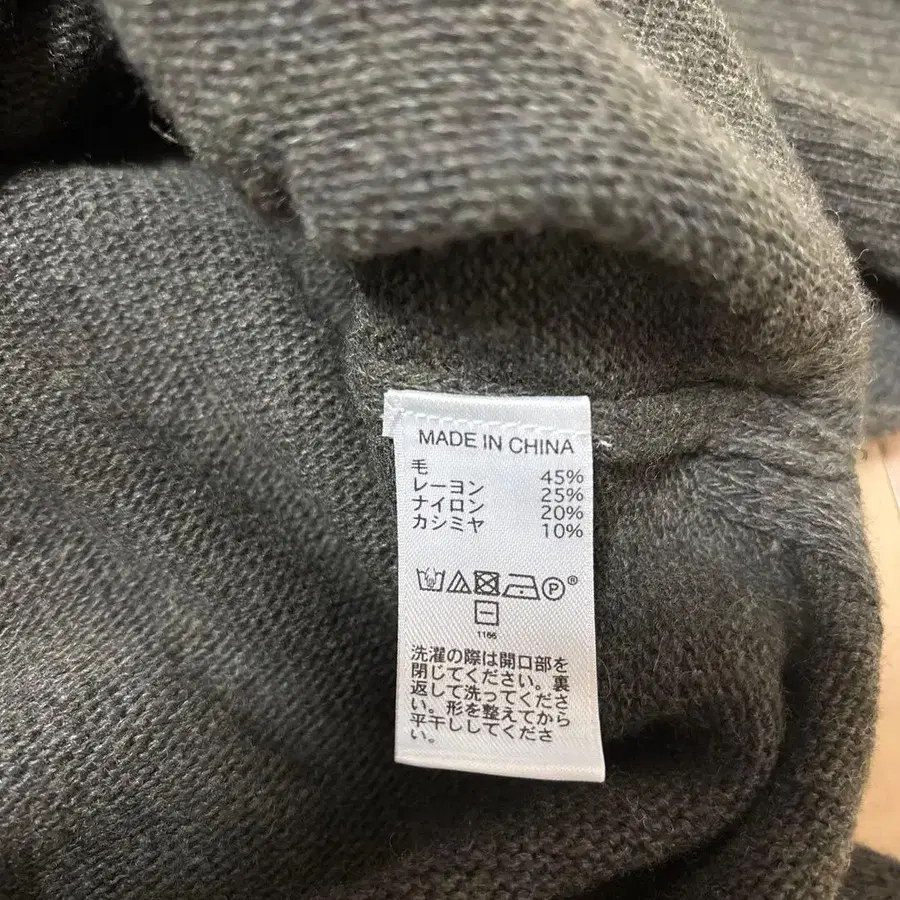 MADE IN CHINA
毛 45%
レーヨン 25%
ナイロン 20%
カシミヤ 10%
P ®
1166
洗濯の際は開口部を
閉じてください。裏
返して洗ってくださ
い。形を整えてから
平干ししてくださ
い。